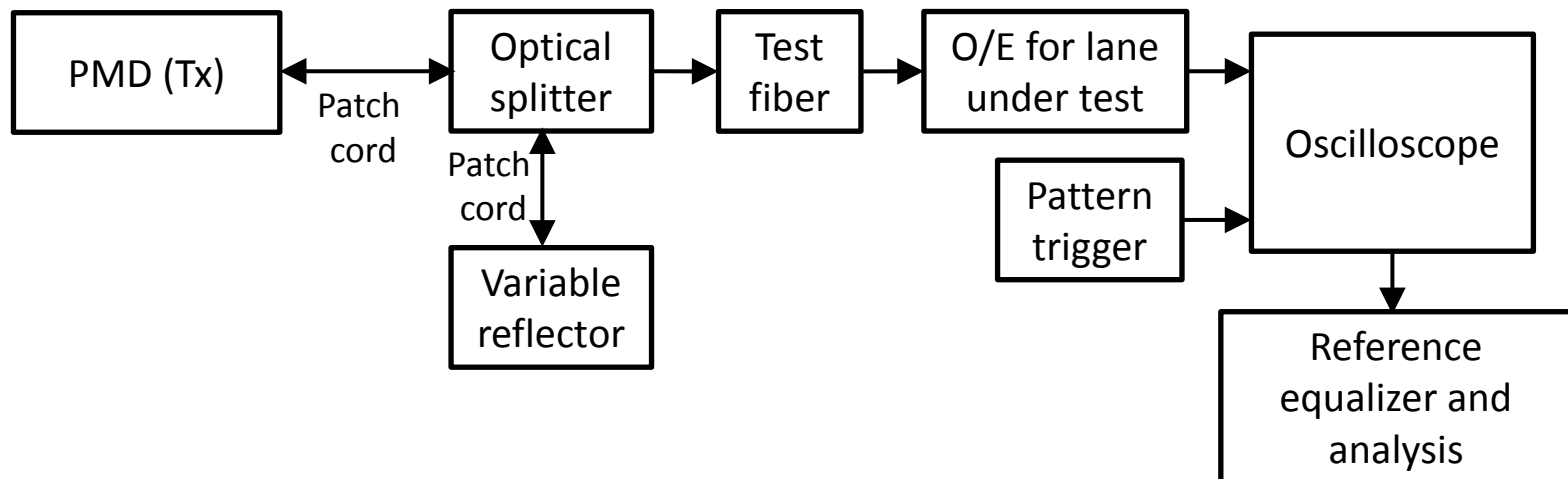 PMD (Tx)
Patch
cord
Optical
splitter
Patch
cord
Variable
reflector
Test
fiber
O/E for lane
under test
Pattern
trigger
Oscilloscope
Reference
equalizer and
analysis